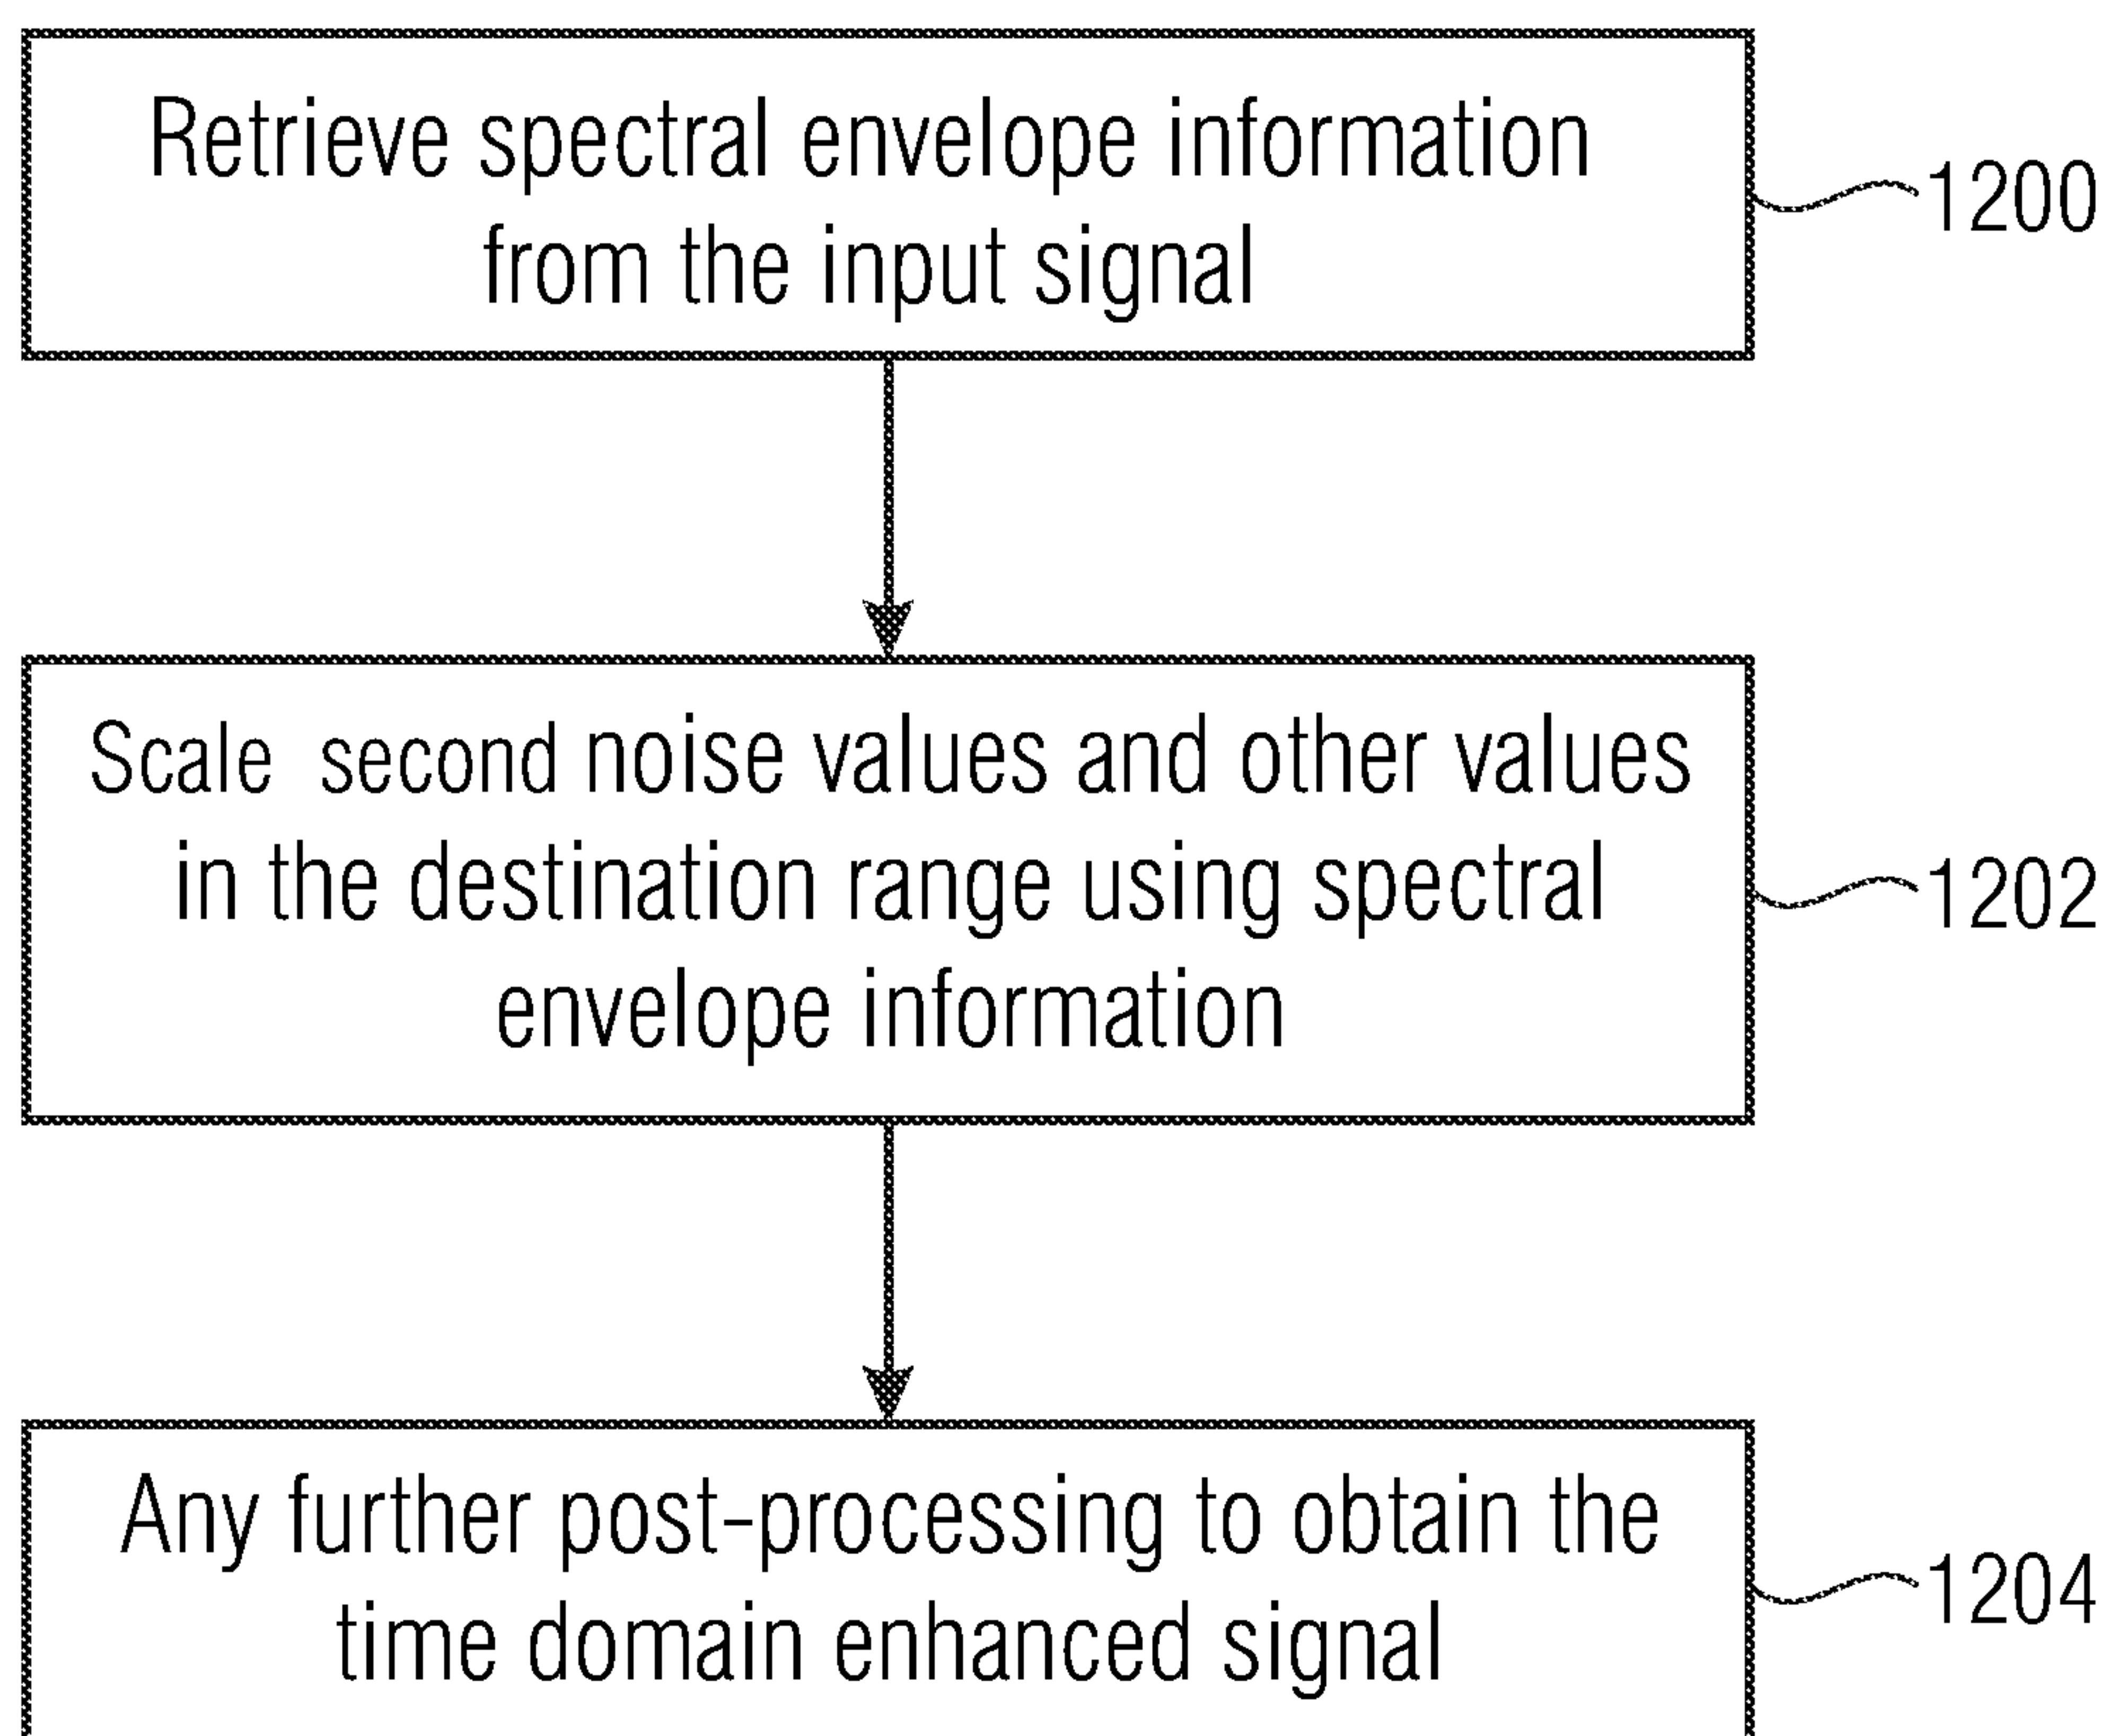 Retrieve spectral envelope information
from the input signal
1200
Scale second noise values and other values
in the destination range using spectral
envelope information
1202
Any further post-processing to obtain the
time domain enhanced signal
1204